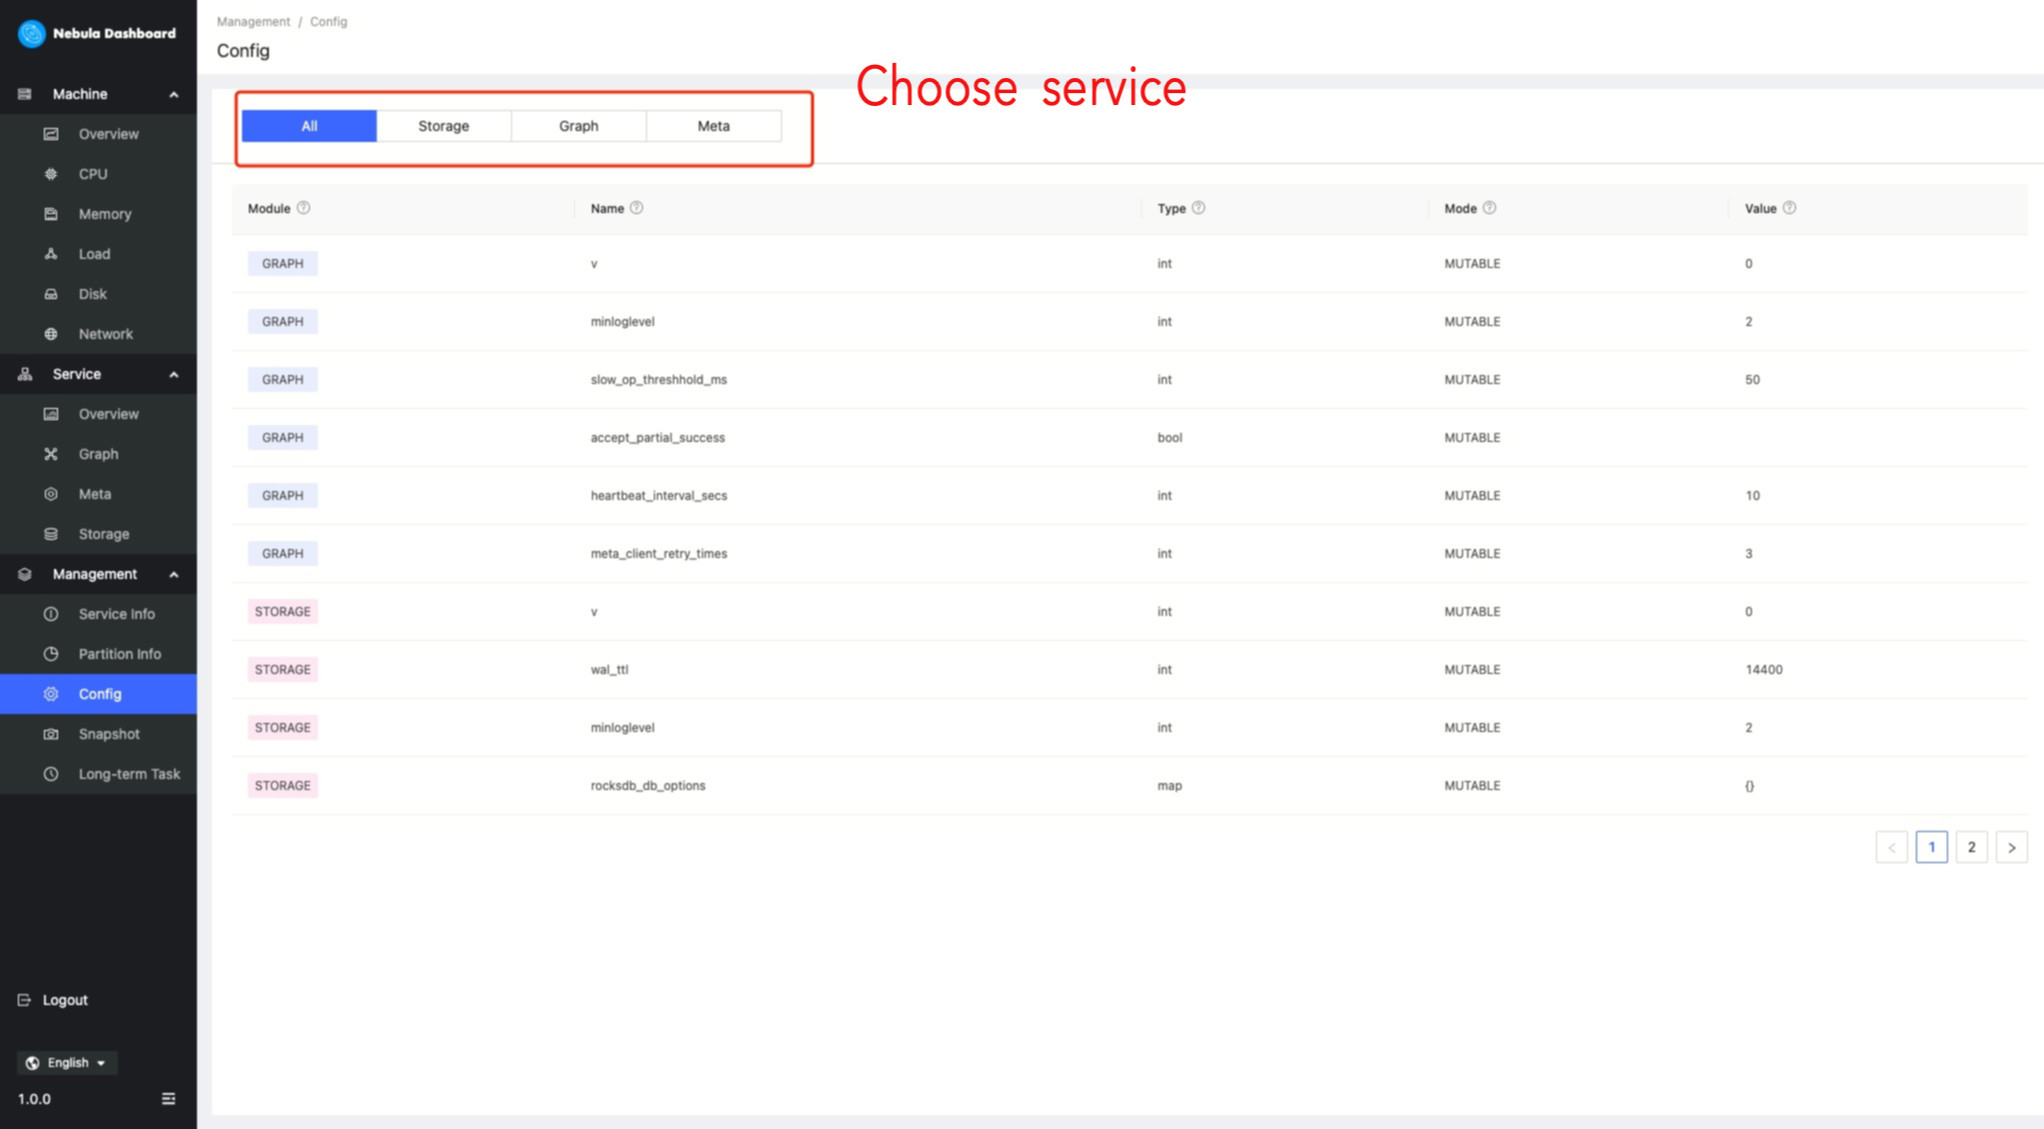 Nebula Dashboard
Machine
Overview
CPU
Memory
Load
Disk
Network
Service
Overview
Graph
Meta
Storage
Management
Service Info
Partition Info
Config
Snapshot
Long-term Task
Logout
English
1.0.0
Management / Config
Config
Choose service
All Storage Graph Meta
Module Name Type Mode Value
GRAPH v int MUTABLE 0
GRAPH minloglevel int MUTABLE 2
GRAPH slow_op_threshhold_ms int MUTABLE 50
GRAPH accept_partial_success bool MUTABLE
GRAPH heartbeat_interval_secs int MUTABLE 10
GRAPH meta_client_retry_times int MUTABLE 3
STORAGE v int MUTABLE 0
STORAGE wal_ttl int MUTABLE 14400
STORAGE minloglevel int MUTABLE 2
STORAGE rocksdb_db_options map MUTABLE {}
< 1 2 >